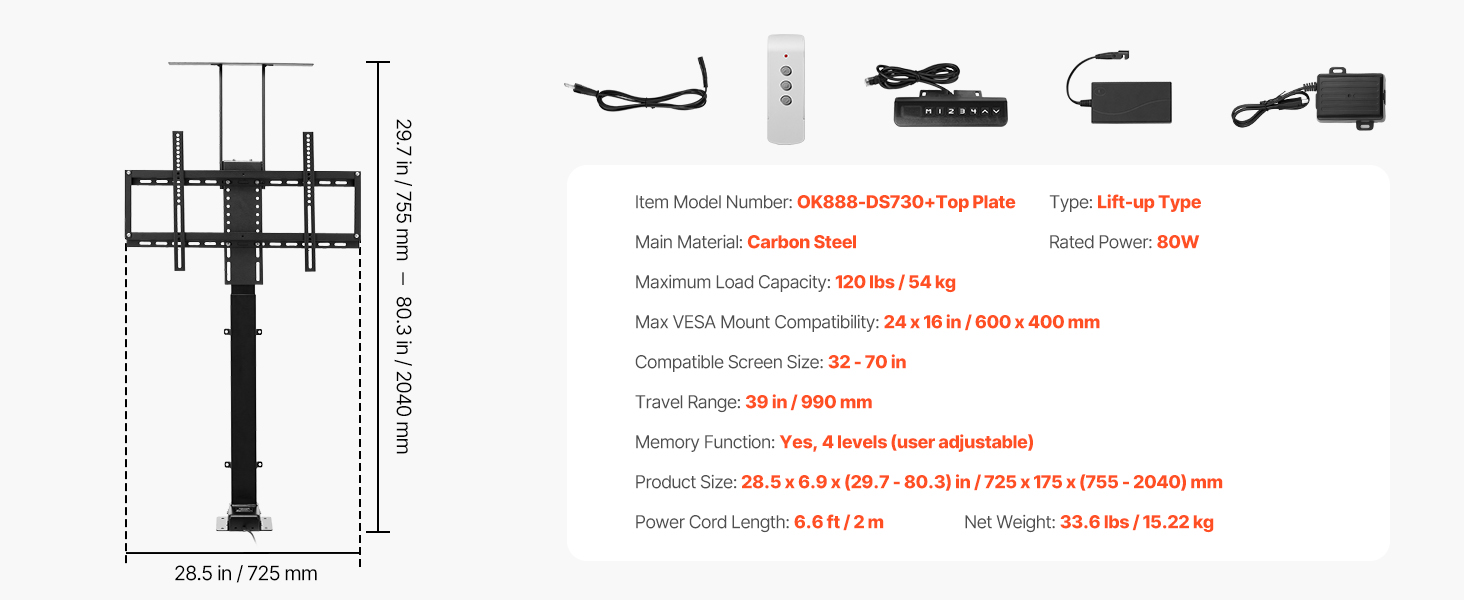 29.7 in / 755 mm — 80.3 in / 2040 mm
28.5 in / 725 mm
M 1 2 3 4
Item Model Number: OK888-DS730+Top Plate
Type: Lift-up Type
Main Material: Carbon Steel
Rated Power: 80W
Maximum Load Capacity: 120 lbs / 54 kg
Max VESA Mount Compatibility: 24 x 16 in / 600 x 400 mm
Compatible Screen Size: 32 - 70 in
Travel Range: 39 in / 990 mm
Memory Function: Yes, 4 levels (user adjustable)
Product Size: 28.5 x 6.9 x (29.7 - 80.3) in / 725 x 175 x (755 - 2040) mm
Power Cord Length: 6.6 ft / 2 m
Net Weight: 33.6 lbs / 15.22 kg